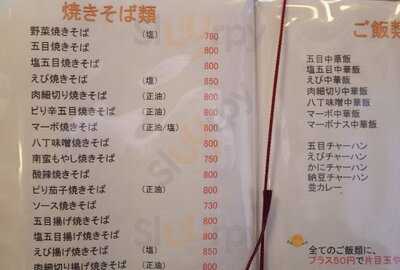 焼きそば類
野菜焼きそば (塩) 780
五目焼きそば 800
塩五目焼きそば 800
えび焼きそば (塩) 850
肉細切り焼きそば (正油) 800
ピリ辛五目焼きそば (正油) 800
マーボ焼きそば (正油/塩) 800
八丁味噌焼きそば 800
南蛮もやし焼きそば 750
酸辣焼きそば 800
ピリ茄子焼きそば (正油) 800
ソース焼きそば 730
五目揚げ焼きそば 800
塩五目揚げ焼きそば 800
えび揚げ焼きそば (塩) 850
肉細切り揚げ焼きそば (正油) 800
ご飯類
五目中華飯
塩五目中華飯
えび中華飯
肉細切り中華飯
八丁味噌中華飯
マーボ中華飯
マーボナス中華飯
五目チャーハン
えびチャーハン
かにチャーハン
納豆チャーハン
並カレー
全てのご飯類に、
プラス50円で片目玉や